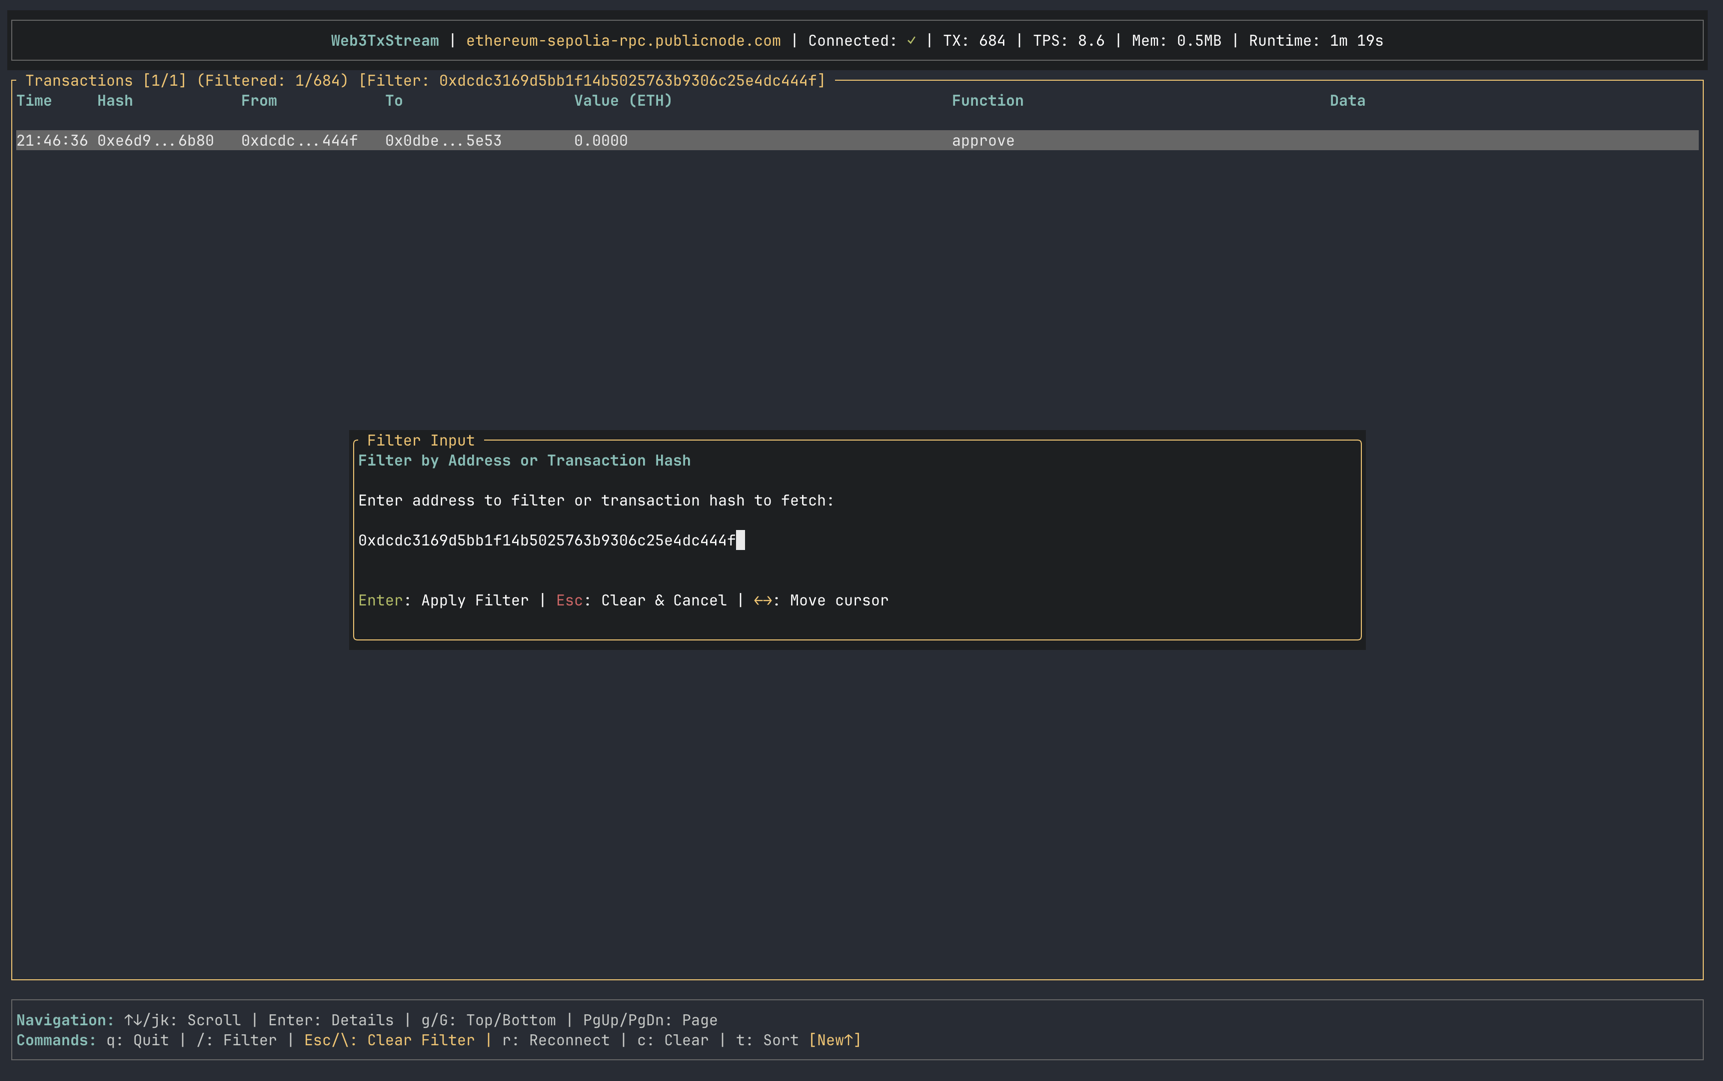 Web3TxStream | ethereum-sepolia-rpc.publicnode.com | Connected: ✓ | TX: 684 | TPS: 8.6 | Mem: 0.5MB | Runtime: 1m 19s
Transactions [1/1] (Filtered: 1/684) [Filter: 0xdcdc3169d5bb1f14b5025763b9306c25e4dc444f]
Time Hash From To Value (ETH) Function Data
21:46:36 0xe6d9...6b80 0xdcdc...444f 0x0dbe...5e53 0.0000 approve
Filter Input
Filter by Address or Transaction Hash
Enter address to filter or transaction hash to fetch:
0xdcdc3169d5bb1f14b5025763b9306c25e4dc444f
Enter: Apply Filter | Esc: Clear & Cancel | ↔: Move cursor
Navigation: ↑↓/jk: Scroll | Enter: Details | g/G: Top/Bottom | PgUp/PgDn: Page
Commands: q: Quit | /: Filter | Esc/\: Clear Filter | r: Reconnect | c: Clear | t: Sort [New↑]